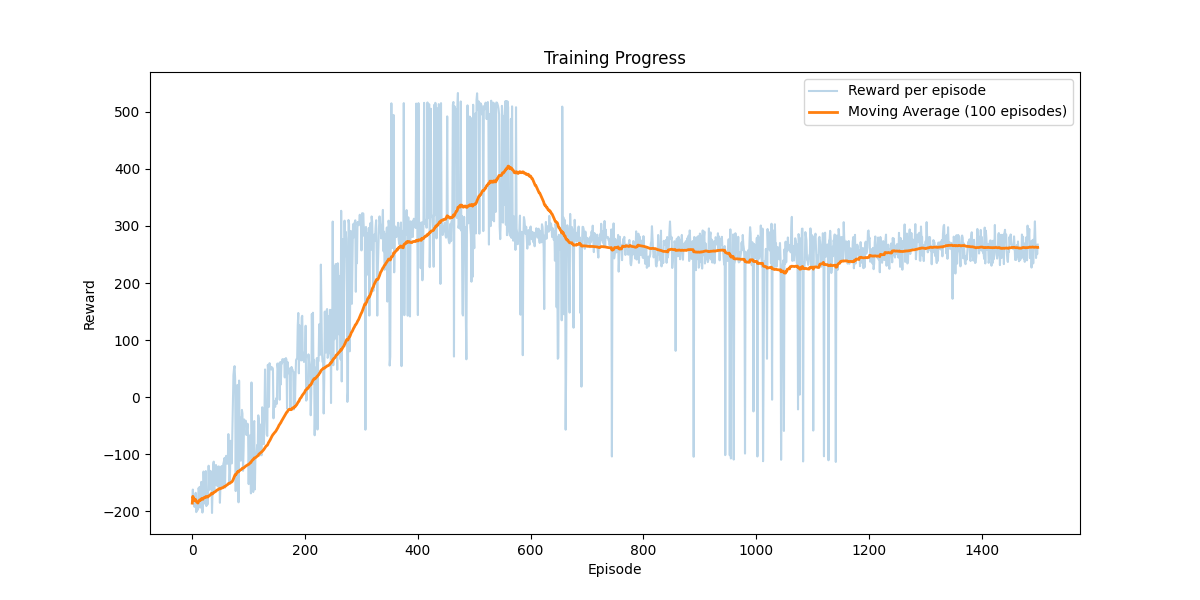 Training Progress
Reward per episode
Moving Average (100 episodes)
500
400
300
200
100
0
−100
−200
Reward
0 200 400 600 800 1000 1200 1400
Episode